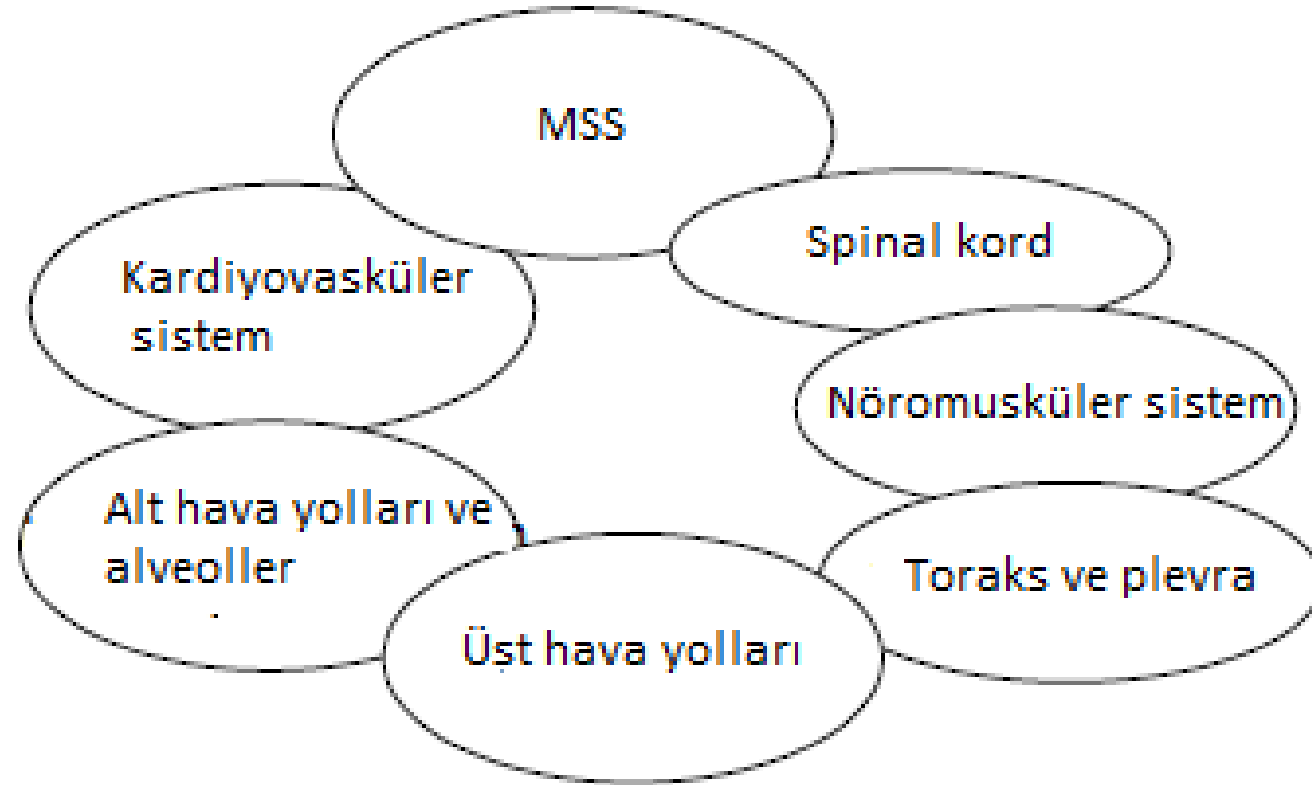 MSS
Spinal kord
Kardiyovasküler
sistem
Nöromusküler sistem
Alt hava yolları ve
alveoller
Toraks ve plevra
Üst hava yolları